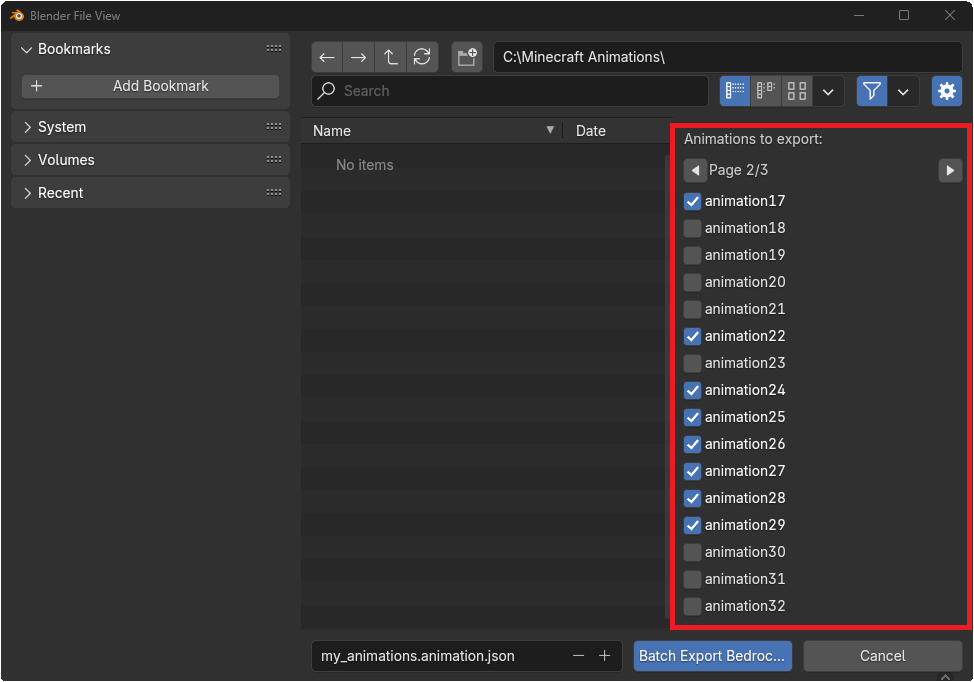 Blender File View
Bookmarks
Add Bookmark
System
Volumes
Recent
C:\Minecraft Animations\
Search
Name
Date
No items
Animations to export:
Page 2/3
animation17
animation18
animation19
animation20
animation21
animation22
animation23
animation24
animation25
animation26
animation27
animation28
animation29
animation30
animation31
animation32
my_animations.animation.json
Batch Export Bedroc...
Cancel